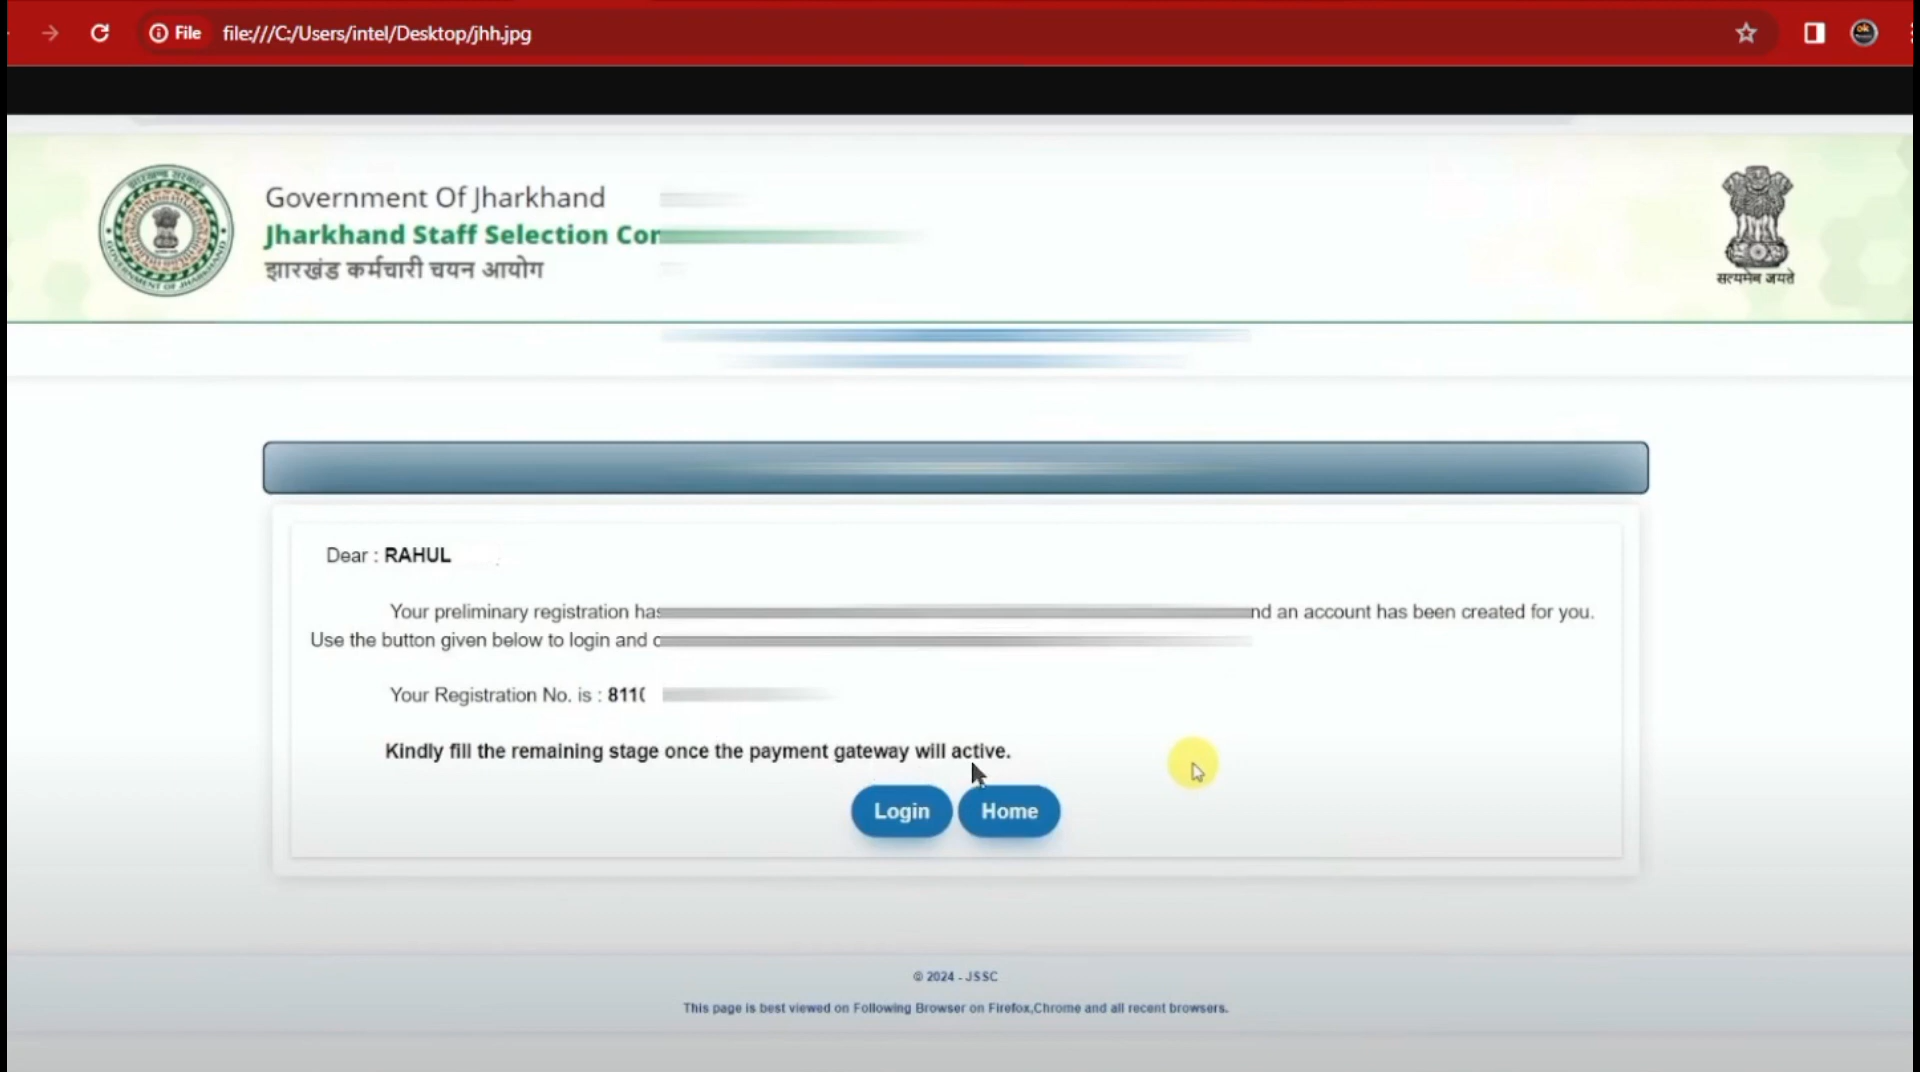 File file:///C:/Users/intel/Desktop/jhh.jpg
Government Of Jharkhand
Jharkhand Staff Selection
झारखंड कर्मचारी चयन आयोग
सत्यमेव जयते
Dear : RAHUL
Your preliminary registration has an account has been created for you.
Use the button given below to login and
Your Registration No. is : 811
Kindly fill the remaining stage once the payment gateway will active.
Login Home
© 2024 - JSSC
This page is best viewed on Following Browser on Firefox,Chrome and all recent browsers.